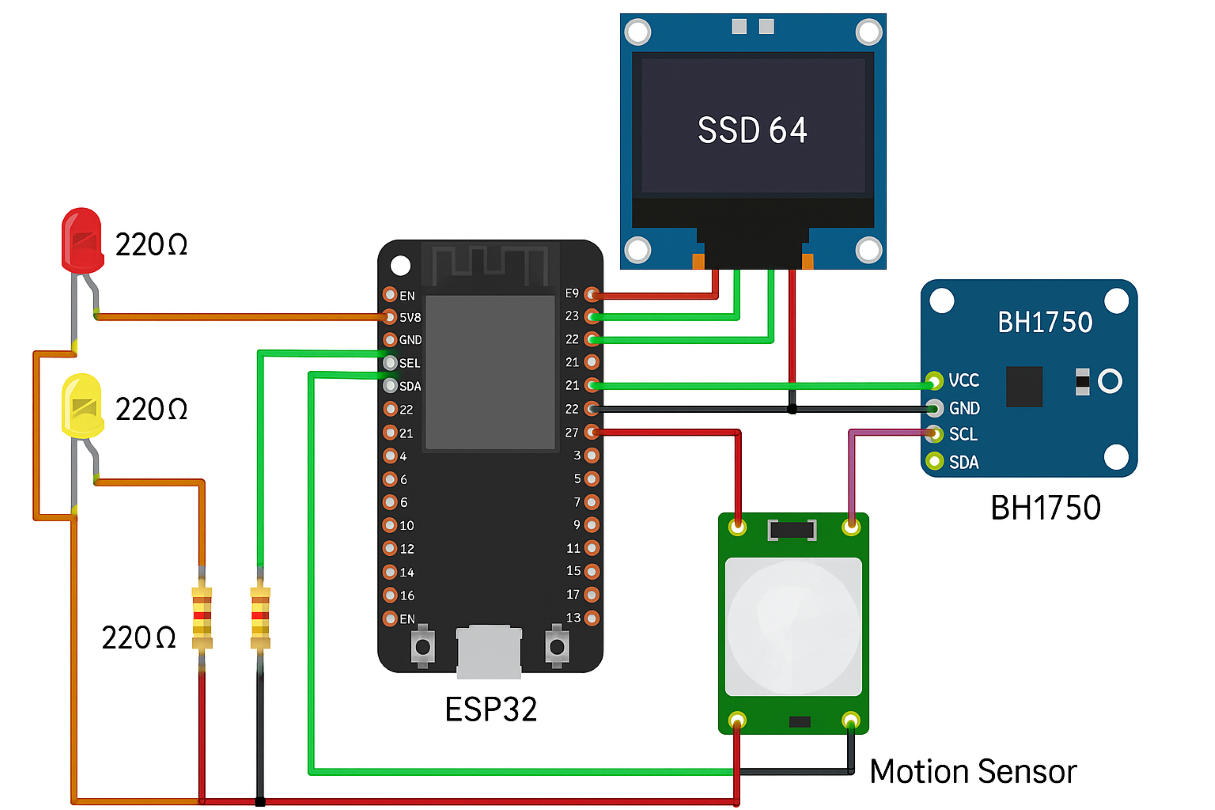 SSD 64
220Ω
220Ω
220Ω
EN
5V8
GND
SEL
SDA
22
21
4
6
6
10
12
14
16
EN
E9
23
22
21
21
22
27
3
5
7
9
11
15
17
13
ESP32
BH1750
VCC
GND
SCL
SDA
BH1750
Motion Sensor